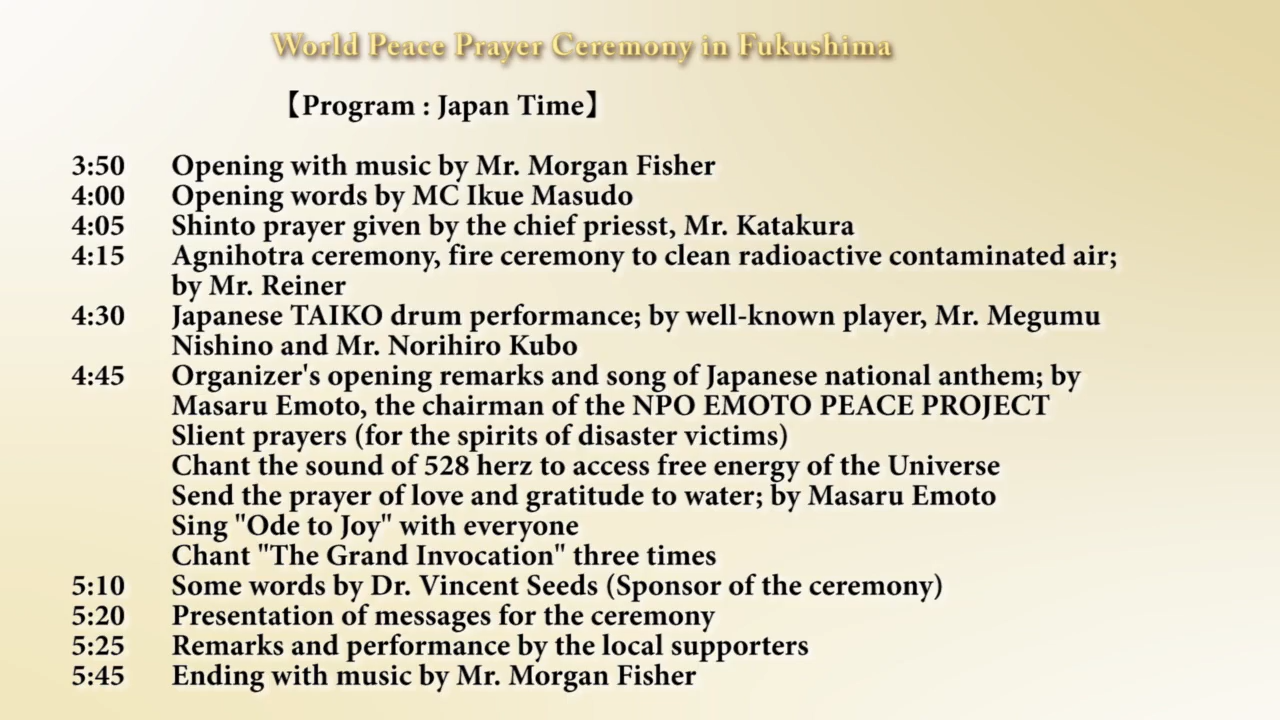 World Peace Prayer Ceremony in Fukushima
【Program : Japan Time】
3:50 Opening with music by Mr. Morgan Fisher
4:00 Opening words by MC Ikue Masudo
4:05 Shinto prayer given by the chief priesst, Mr. Katakura
4:15 Agnihotra ceremony, fire ceremony to clean radioactive contaminated air;
by Mr. Reiner
4:30 Japanese TAIKO drum performance; by well-known player, Mr. Megumu
Nishino and Mr. Norihiro Kubo
4:45 Organizer's opening remarks and song of Japanese national anthem; by
Masaru Emoto, the chairman of the NPO EMOTO PEACE PROJECT
Slient prayers (for the spirits of disaster victims)
Chant the sound of 528 herz to access free energy of the Universe
Send the prayer of love and gratitude to water; by Masaru Emoto
Sing "Ode to Joy" with everyone
Chant "The Grand Invocation" three times
5:10 Some words by Dr. Vincent Seeds (Sponsor of the ceremony)
5:20 Presentation of messages for the ceremony
5:25 Remarks and performance by the local supporters
5:45 Ending with music by Mr. Morgan Fisher